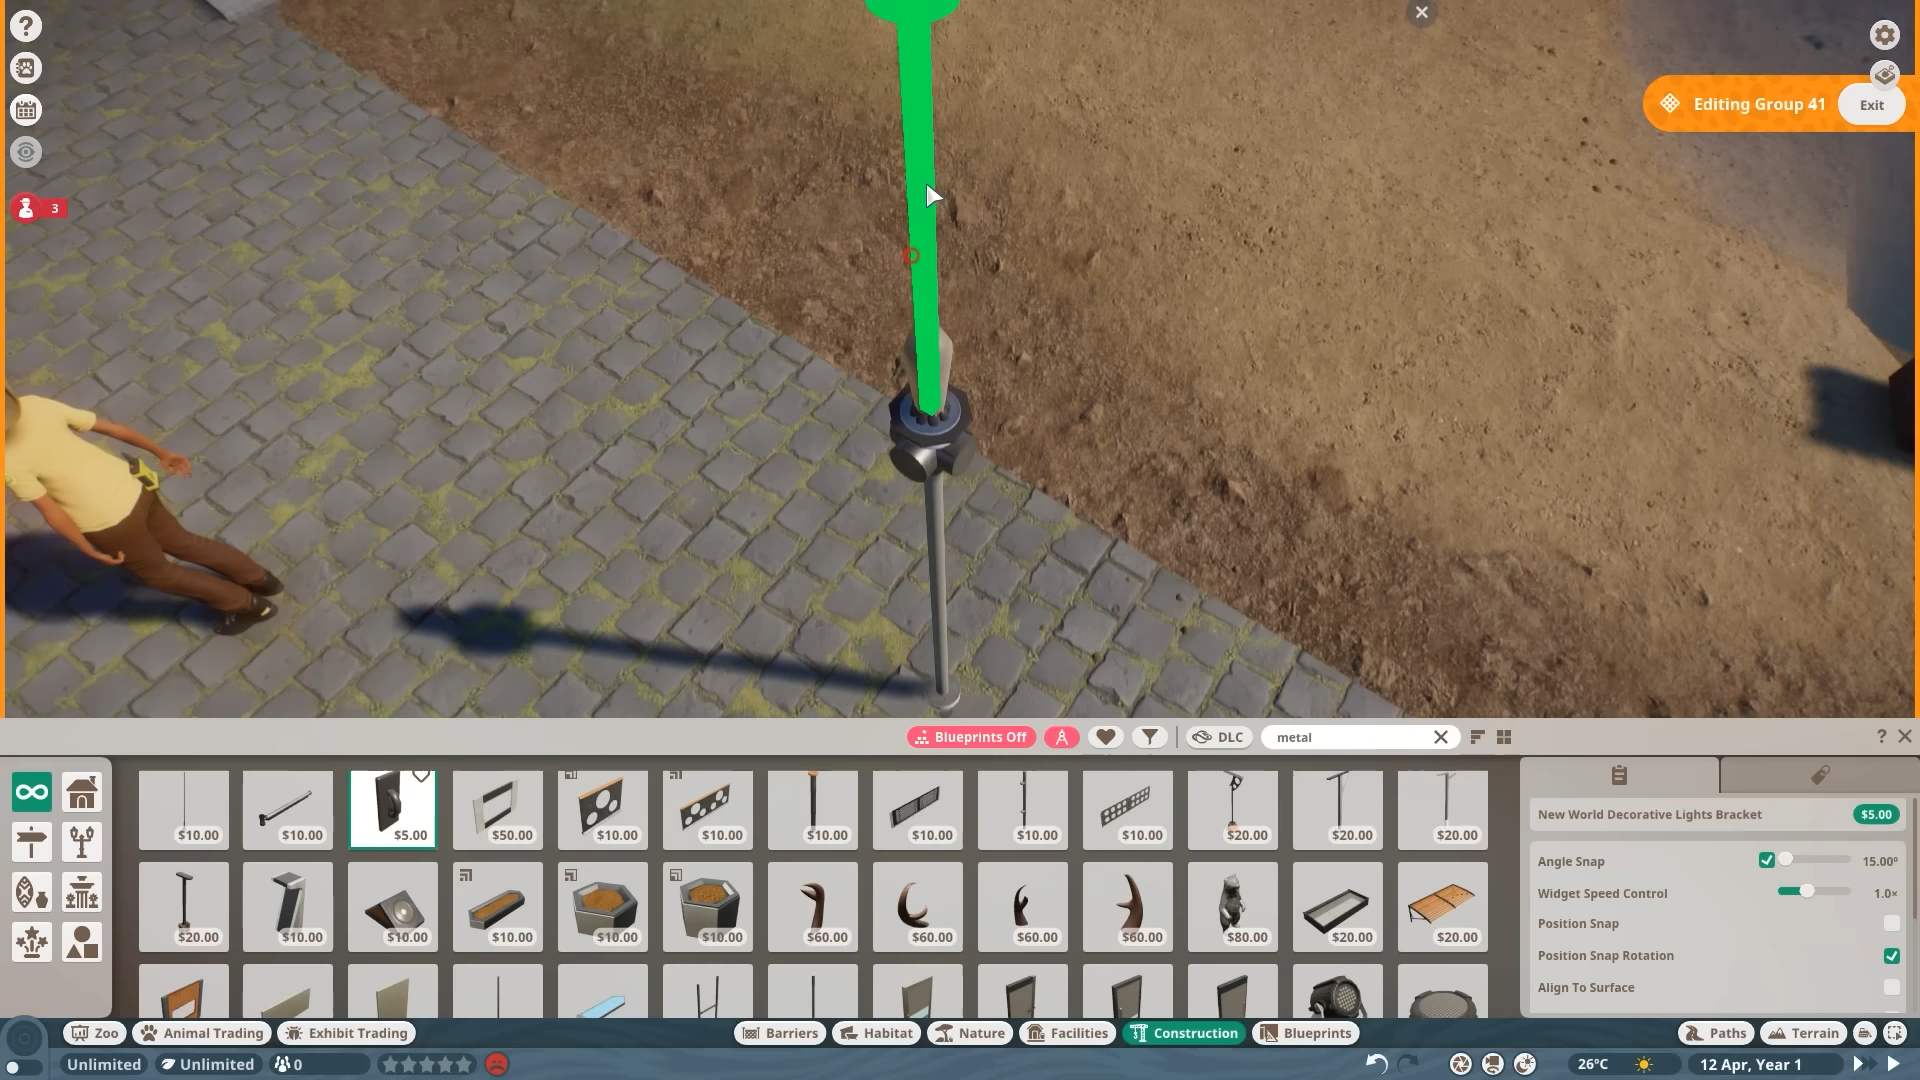 ?
Editing Group 41
Exit
3
Blueprints Off
DLC
metal
?
$10.00
$10.00
$5.00
$50.00
$10.00
$10.00
$10.00
$10.00
$10.00
$10.00
$20.00
$20.00
$20.00
New World Decorative Lights Bracket
$5.00
Angle Snap
15.00°
Widget Speed Control
1.0×
Position Snap
Position Snap Rotation
Align To Surface
$20.00
$10.00
$10.00
$10.00
$10.00
$10.00
$60.00
$60.00
$60.00
$60.00
$80.00
$20.00
$20.00
Zoo
Animal Trading
Exhibit Trading
Barriers
Habitat
Nature
Facilities
Construction
Blueprints
Paths
Terrain
Unlimited
Unlimited
0
26°C
12 Apr, Year 1